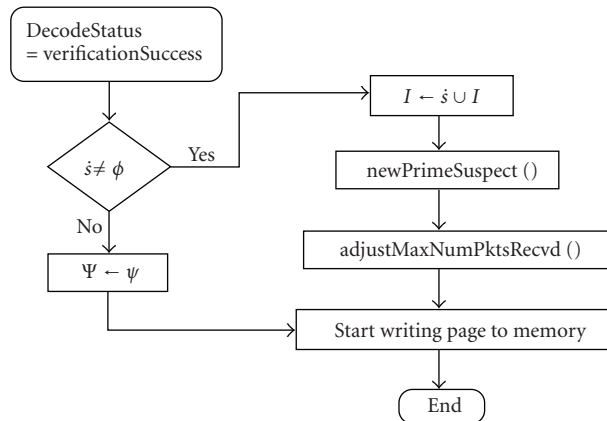 DecodeStatus
= verificationSuccess
ṡ ≠ ϕ
Yes
No
Ψ ← ψ
I ← ṡ ∪ I
newPrimeSuspect ()
adjustMaxNumPktsRecvd ()
Start writing page to memory
End